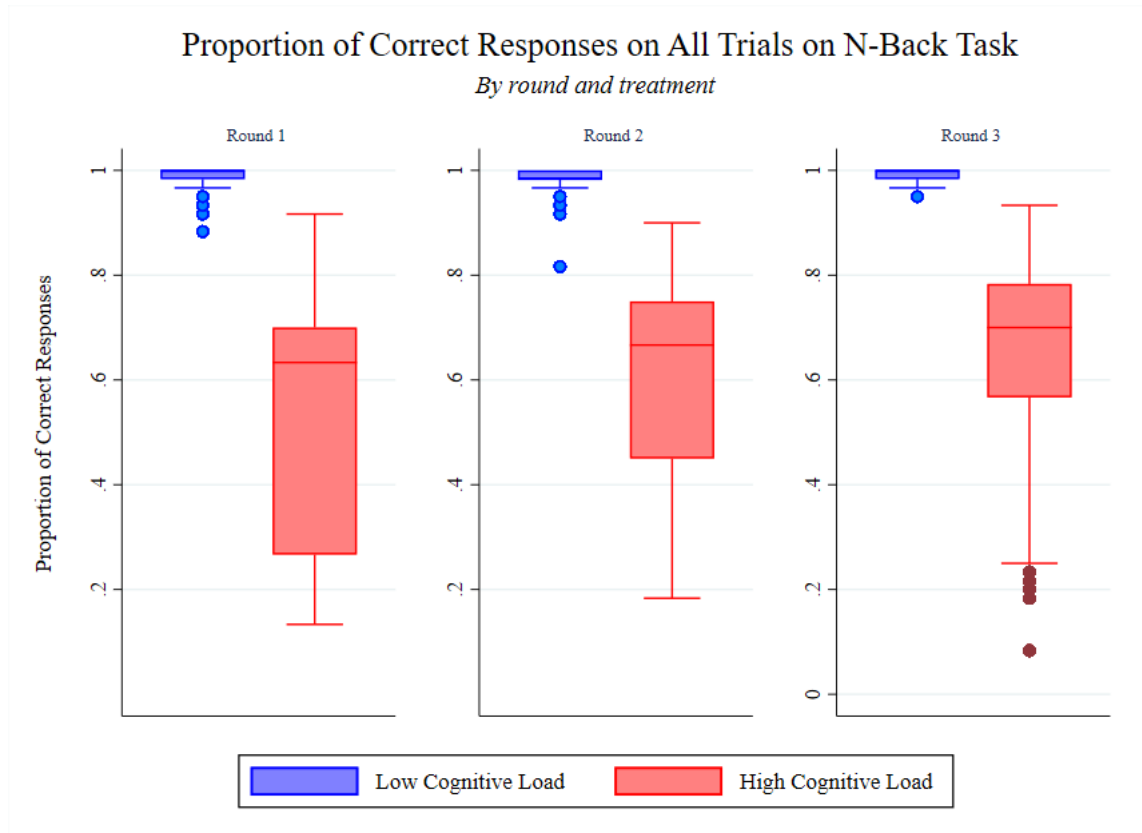 Proportion of Correct Responses on All Trials on N-Back Task
By round and treatment
Round 1
Round 2
Round 3
Proportion of Correct Responses
1
.8
.6
.4
.2
1
.8
.6
.4
.2
1
.8
.6
.4
.2
0
Low Cognitive Load
High Cognitive Load